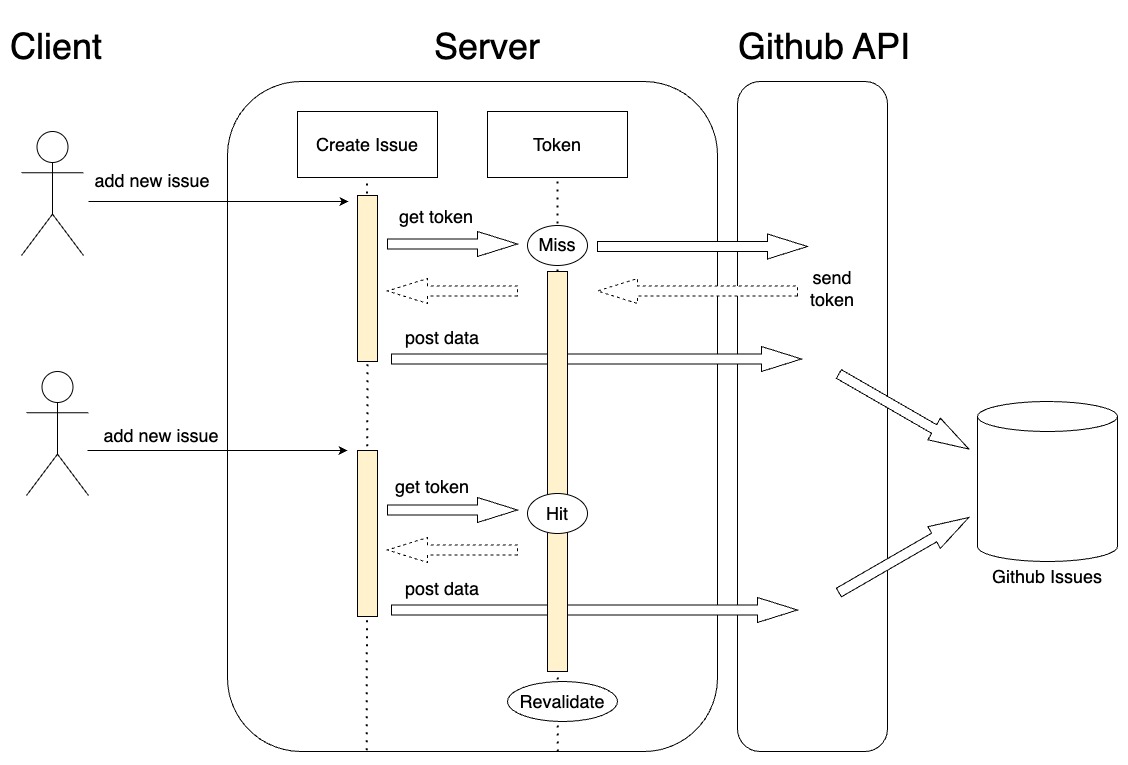 Client
Server
Github API
Create Issue
Token
add new issue
get token
Miss
send
token
post data
add new issue
get token
Hit
post data
Github Issues
Revalidate